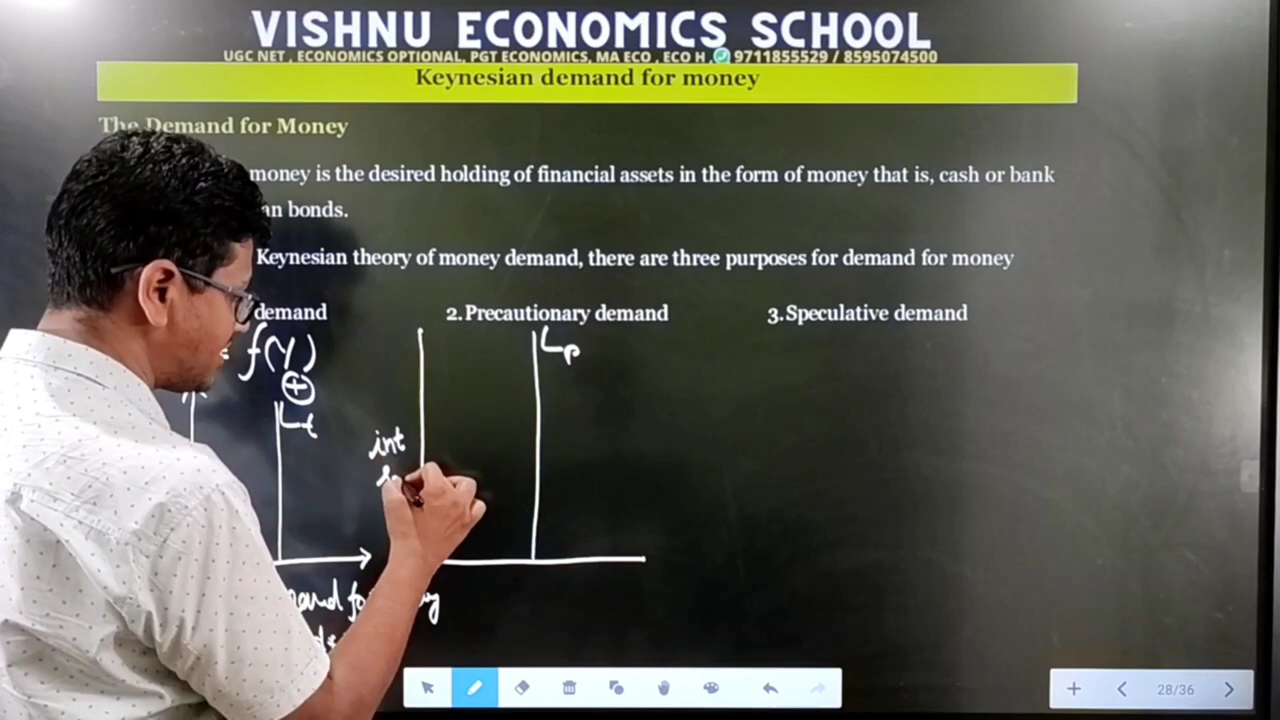 VISHNU ECONOMICS SCHOOL
UGC NET , ECONOMICS OPTIONAL, PGT ECONOMICS, MA ECO , ECO H , 9711855529 / 8595074500
Keynesian demand for money
The Demand for Money
money is the desired holding of financial assets in the form of money that is, cash or bank
an bonds.
Keynesian theory of money demand, there are three purposes for demand for money
demand 2. Precautionary demand 3. Speculative demand
= f(Y) Lp
+
Lt
int
28/36